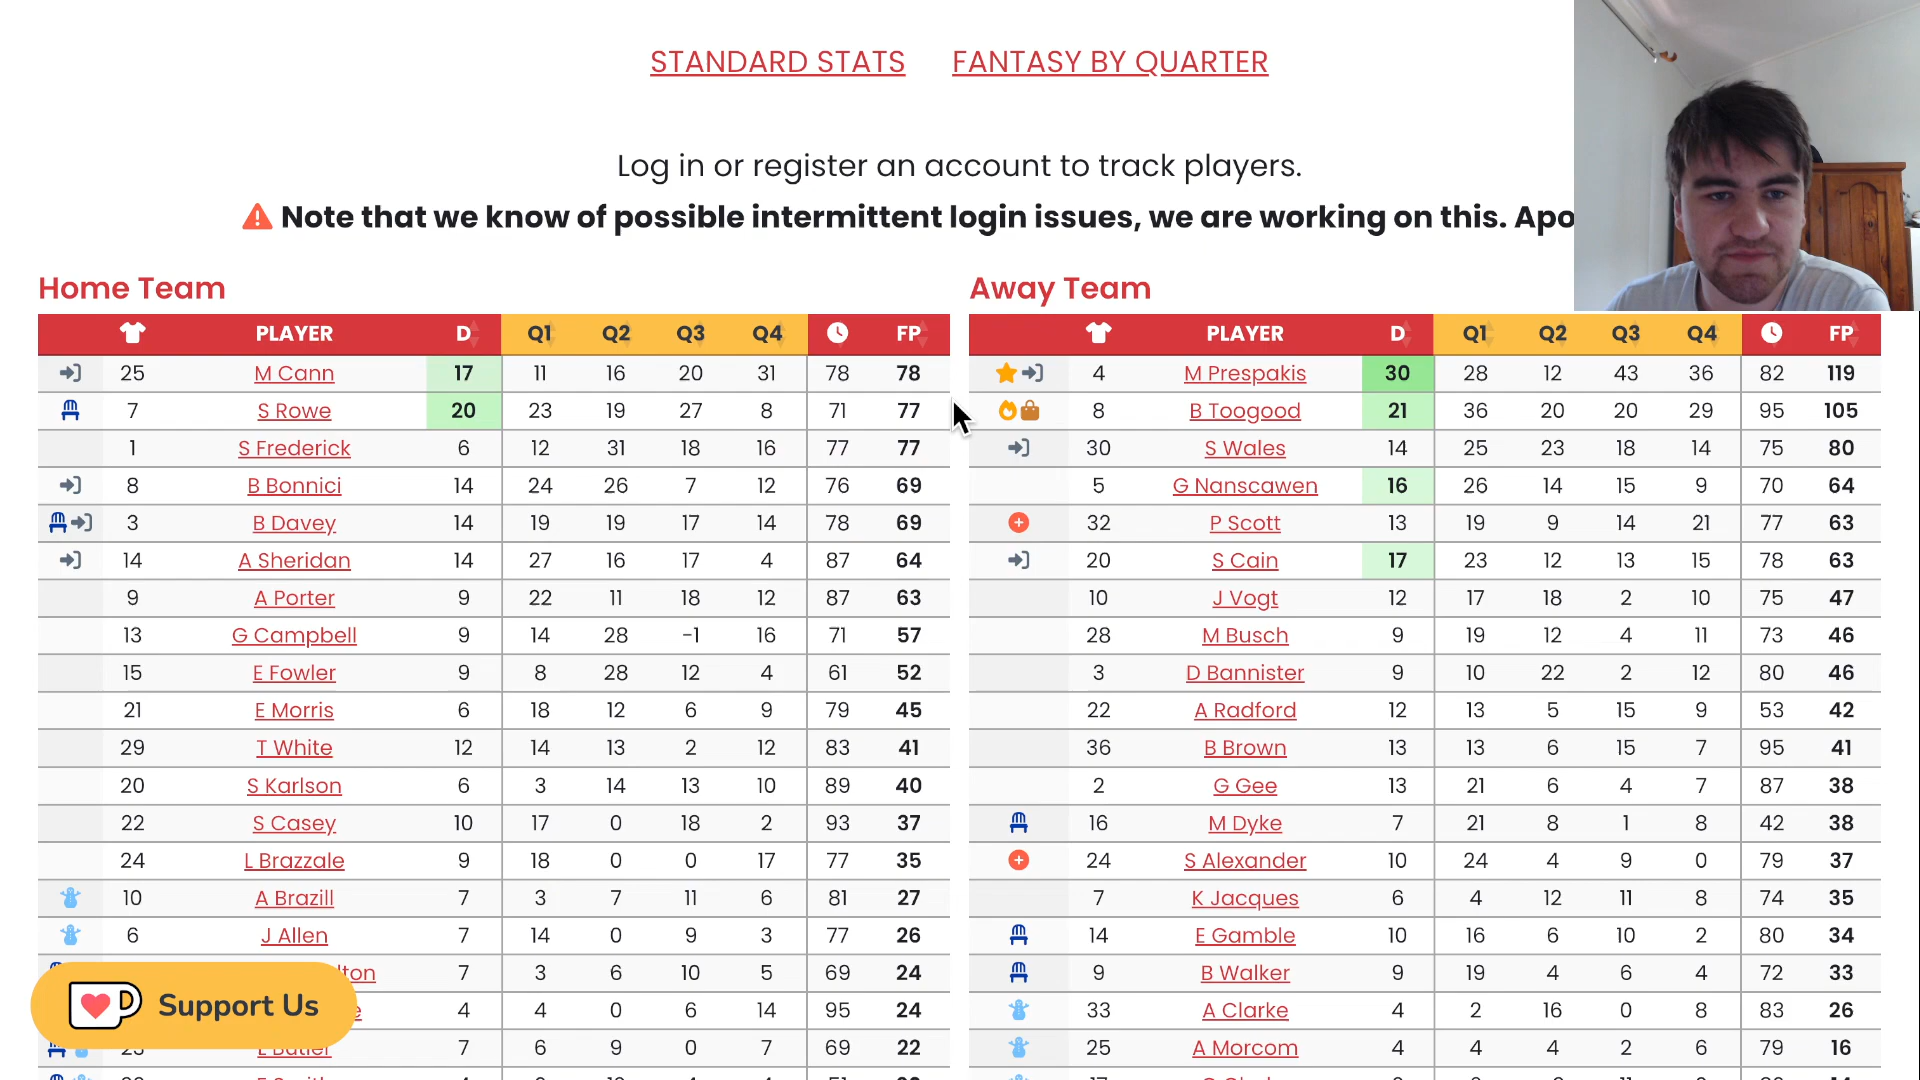 STANDARD STATS FANTASY BY QUARTER
Log in or register an account to track players.
Note that we know of possible intermittent login issues, we are working on this. Apo
Home Team
PLAYER D Q1 Q2 Q3 Q4 FP
25 M Cann 17 11 16 20 31 78 78
7 S Rowe 20 23 19 27 8 71 77
1 S Frederick 6 12 31 18 16 77 77
8 B Bonnici 14 24 26 7 12 76 69
3 B Davey 14 19 19 17 14 78 69
14 A Sheridan 14 27 16 17 4 87 64
9 A Porter 9 22 11 18 12 87 63
13 G Campbell 9 14 28 -1 16 71 57
15 E Fowler 9 8 28 12 4 61 52
21 E Morris 6 18 12 6 9 79 45
29 T White 12 14 13 2 12 83 41
20 S Karlson 6 3 14 13 10 89 40
22 S Casey 10 17 0 18 2 93 37
24 L Brazzale 9 18 0 0 17 77 35
10 A Brazill 7 3 7 11 6 81 27
6 J Allen 7 14 0 9 3 77 26
lton 7 3 6 10 5 69 24
e 4 4 0 6 14 95 24
7 6 9 0 7 69 22
Support Us
Away Team
PLAYER D Q1 Q2 Q3 Q4 FP
4 M Prespakis 30 28 12 43 36 82 119
8 B Toogood 21 36 20 20 29 95 105
30 S Wales 14 25 23 18 14 75 80
5 G Nanscawen 16 26 14 15 9 70 64
32 P Scott 13 19 9 14 21 77 63
20 S Cain 17 23 12 13 15 78 63
10 J Vogt 12 17 18 2 10 75 47
28 M Busch 9 19 12 4 11 73 46
3 D Bannister 9 10 22 2 12 80 46
22 A Radford 12 13 5 15 9 53 42
36 B Brown 13 13 6 15 7 95 41
2 G Gee 13 21 6 4 7 87 38
16 M Dyke 7 21 8 1 8 42 38
24 S Alexander 10 24 4 9 0 79 37
7 K Jacques 6 4 12 11 8 74 35
14 E Gamble 10 16 6 10 2 80 34
9 B Walker 9 19 4 6 4 72 33
33 A Clarke 4 2 16 0 8 83 26
25 A Morcom 4 4 4 2 6 79 16